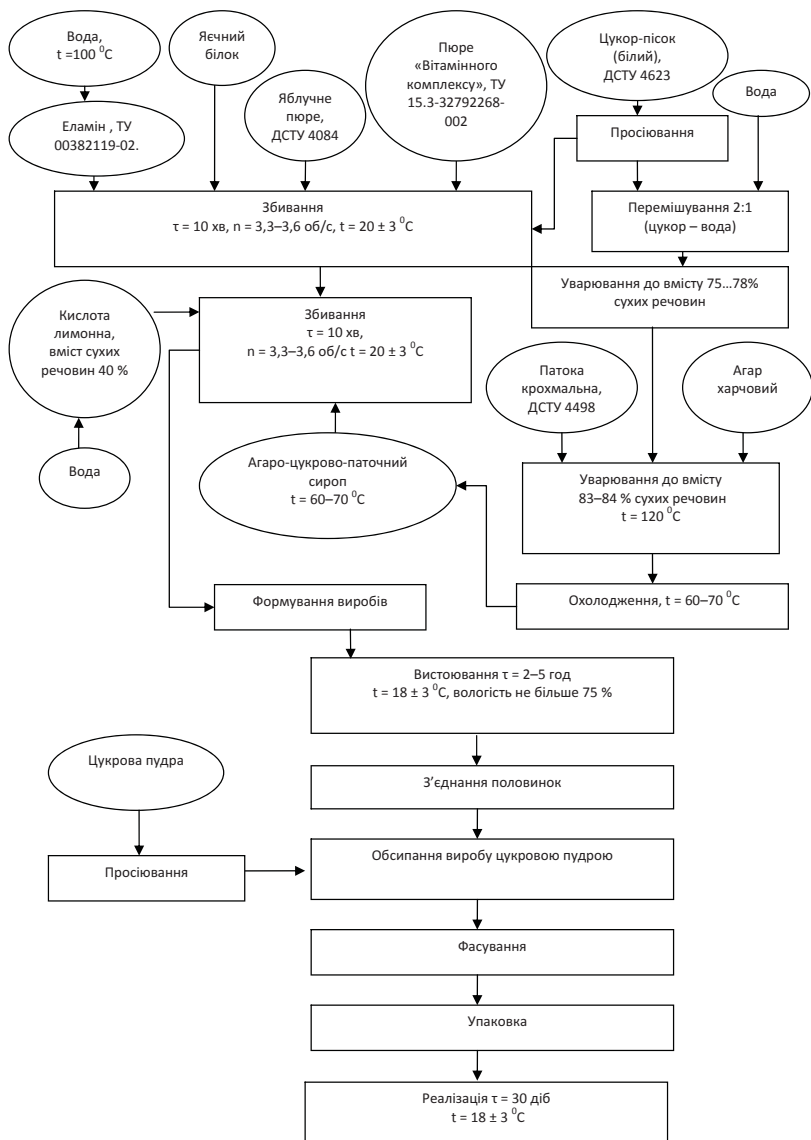 Вода,
t =100 ⁰С
Яєчний
білок
Пюре
«Вітамінного
комплексу», ТУ
15.3-32792268-
002
Цукор-пісок
(білий),
ДСТУ 4623
Вода
Еламін , ТУ
00382119-02.
Яблучне
пюре,
ДСТУ 4084
Просіювання
Збивання
τ = 10 хв, n = 3,3–3,6 об/с, t = 20 ± 3 ⁰С
Перемішування 2:1
(цукор – вода)
Уварювання до вмісту 75...78%
сухих речовин
Кислота
лимонна,
вміст сухих
речовин 40 %
Збивання
τ = 10 хв,
n = 3,3–3,6 об/с t = 20 ± 3 ⁰С
Патока
крохмальна,
ДСТУ 4498
Агар
харчовий
Вода
Агаро-цукрово-паточний
сироп
t = 60–70 ⁰С
Уварювання до вмісту
83–84 % сухих речовин
t = 120 ⁰С
Формування виробів
Охолодження, t = 60–70 ⁰С
Вистоювання τ = 2–5 год
t = 18 ± 3 ⁰С, вологість не більше 75 %
Цукрова пудра
З’єднання половинок
Просіювання
Обсипання виробу цукровою пудрою
Фасування
Упаковка
Реалізація τ = 30 діб
t = 18 ± 3 ⁰С